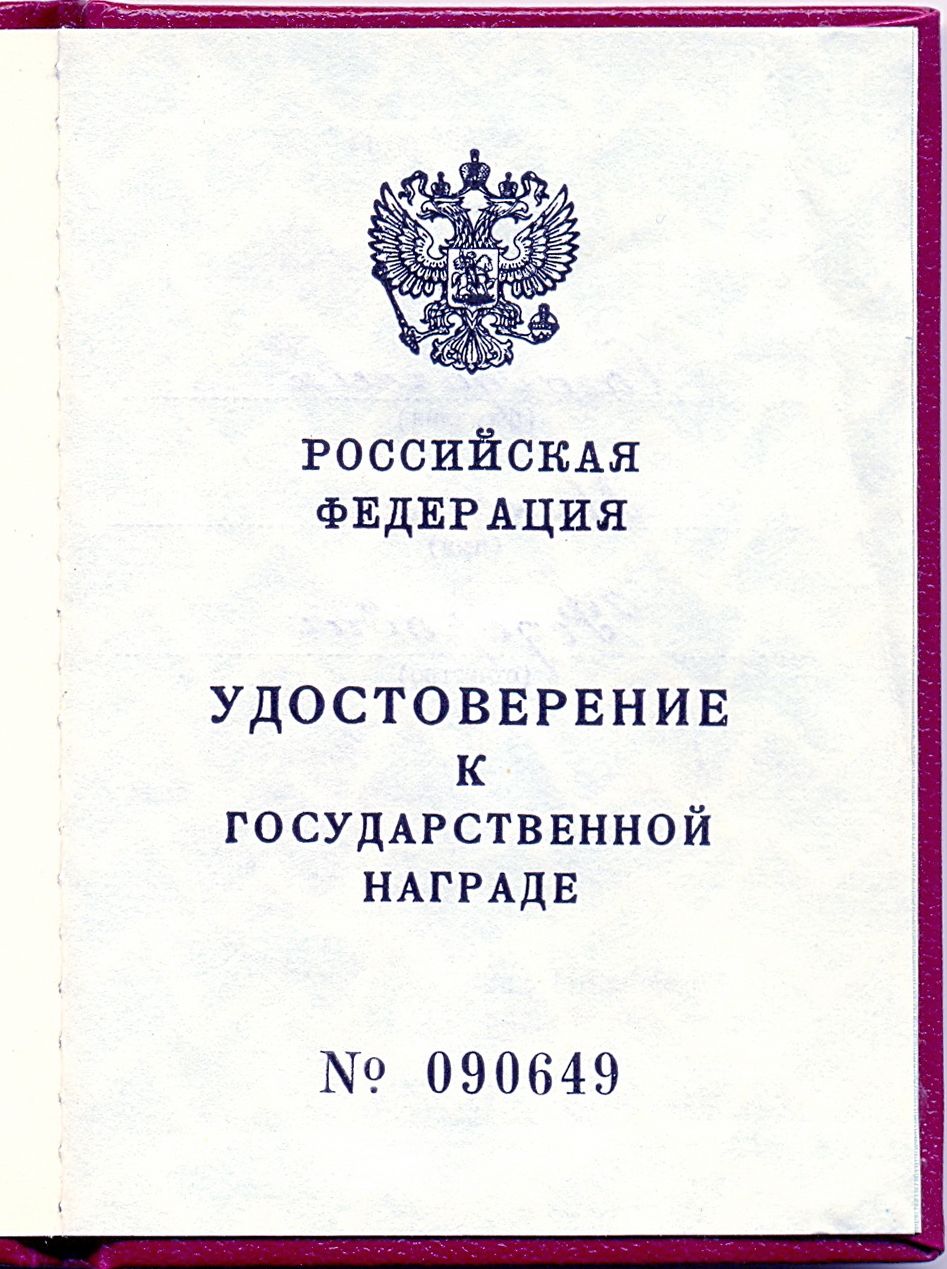 РОССИЙСКАЯ
ФЕДЕРАЦИЯ
УДОСТОВЕРЕНИЕ
К
ГОСУДАРСТВЕННОЙ
НАГРАДЕ
№ 090649